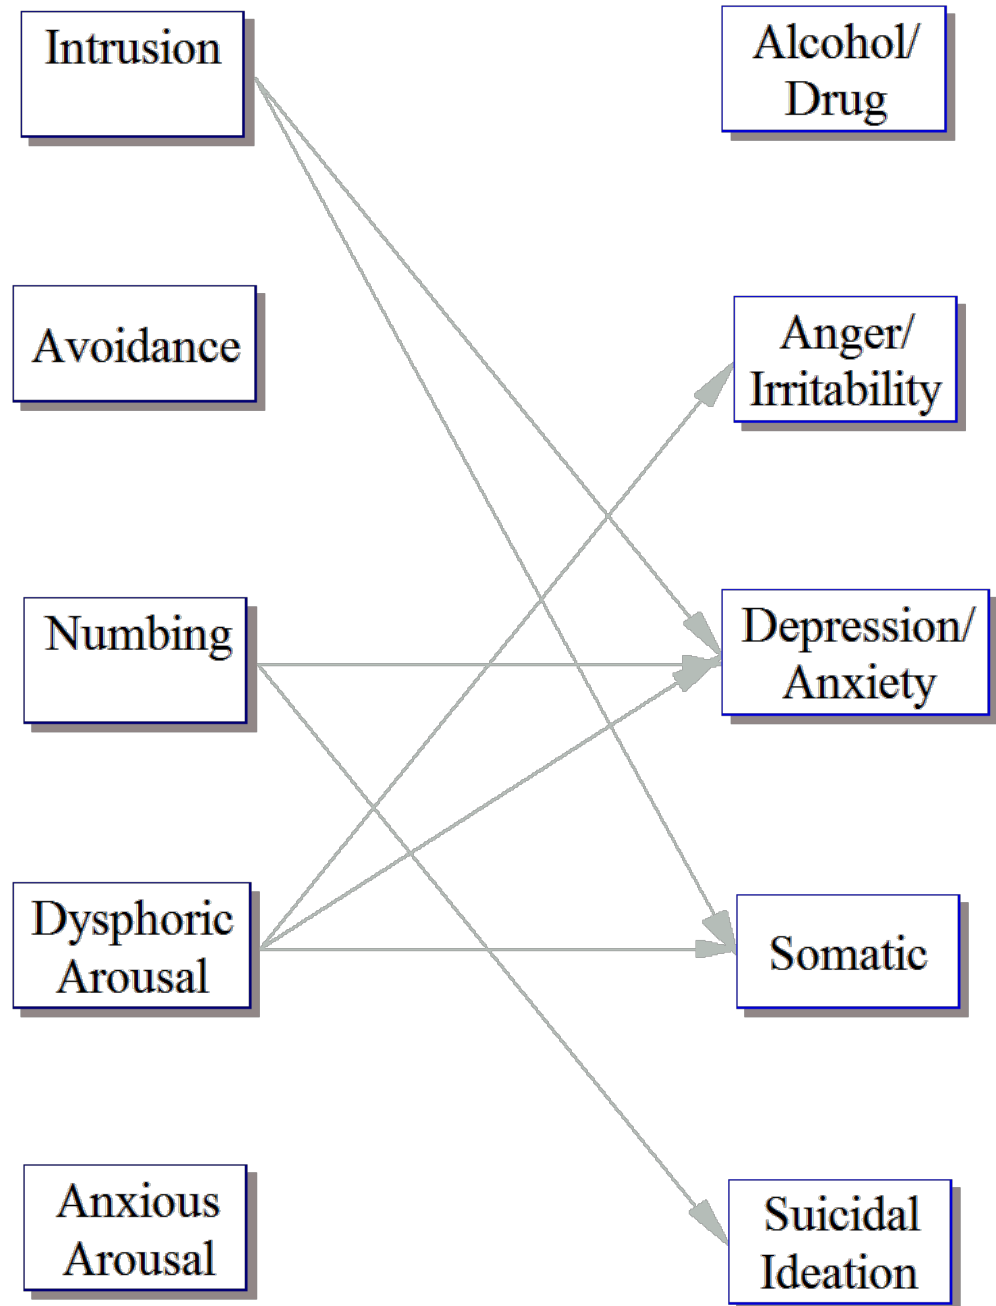 Intrusion
Alcohol/
Drug
Avoidance
Anger/
Irritability
Numbing
Depression/
Anxiety
Dysphoric
Arousal
Somatic
Anxious
Arousal
Suicidal
Ideation